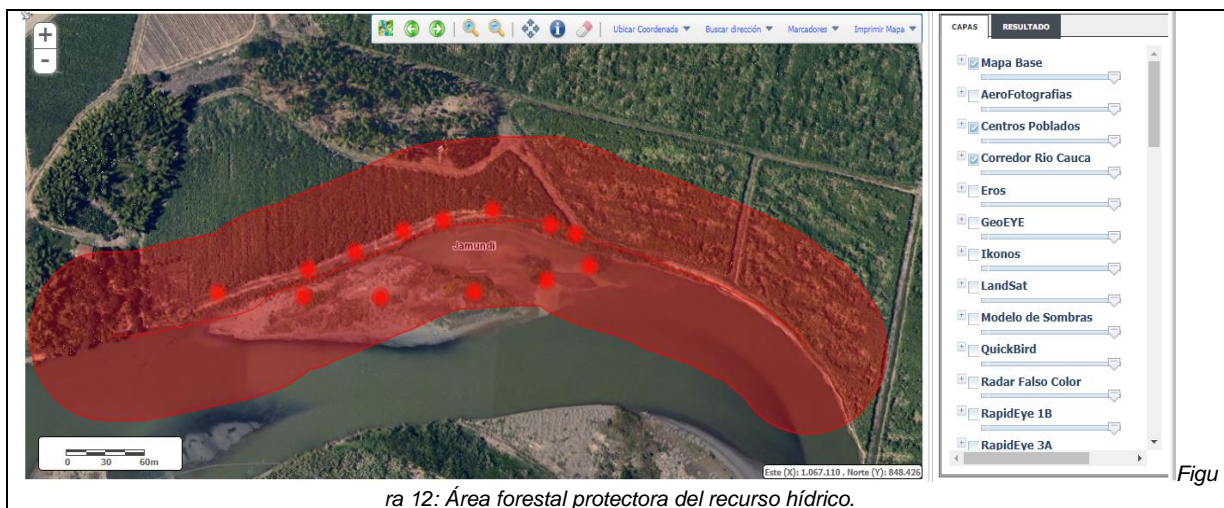 +
-
Ubicar Coordenada
Buscar dirección
Marcadores
Imprimir Mapa
Jamundi
0 30 60m
Este (X): 1.067.110 , Norte (Y): 848.426
CAPAS
RESULTADO
Mapa Base
AeroFotografias
Centros Poblados
Corredor Rio Cauca
Eros
GeoEYE
Ikonos
LandSat
Modelo de Sombras
QuickBird
Radar Falso Color
RapidEye 1B
RapidEye 3A
Figu
ra 12: Área forestal protectora del recurso hídrico.